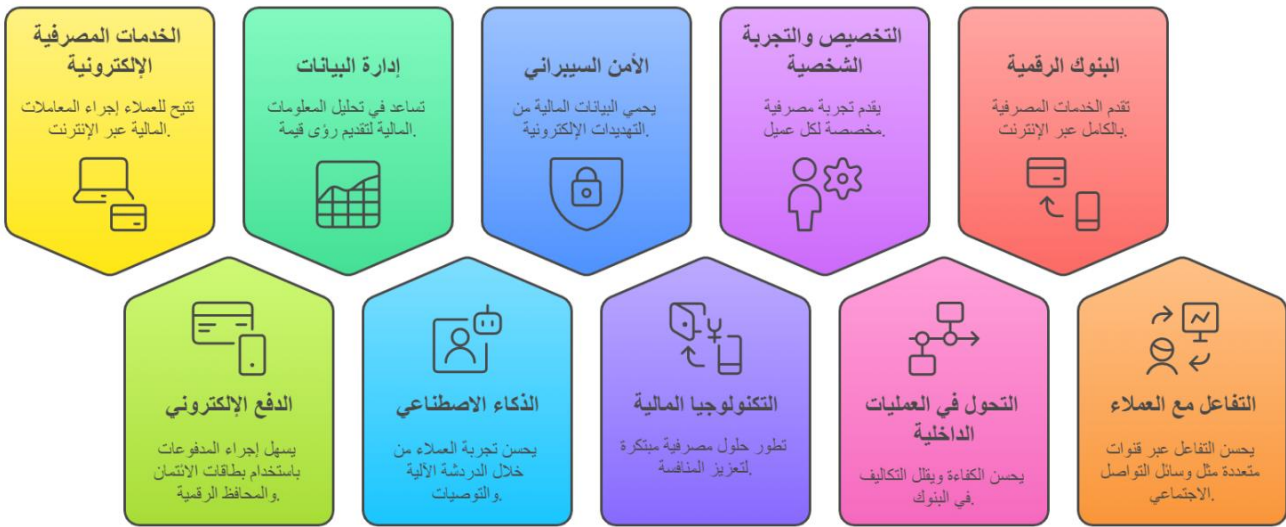 الخدمات المصرفية
الإلكترونية
تتيح للعملاء إجراء المعاملات
المالية عبر الإنترنت.
إدارة البيانات
تساعد في تحليل المعلومات
المالية لتقديم رؤى قيمة.
الأمن السيبراني
يحمي البيانات المالية من
التهديدات الإلكترونية.
التخصيص والتجربة
الشخصية
يقدم تجربة مصرفية
مخصصة لكل عميل.
البنوك الرقمية
تقدم الخدمات المصرفية
بالكامل عبر الإنترنت.
الدفع الإلكتروني
يسهل إجراء المدفوعات
باستخدام بطاقات الائتمان
والمحافظ الرقمية.
الذكاء الاصطناعي
يحسن تجربة العملاء من
خلال الدردشة الآلية
والتوصيات.
التكنولوجيا المالية
تطور حلول مصرفية مبتكرة
لتعزيز المنافسة.
التحول في العمليات
الداخلية
يحسن الكفاءة ويقلل التكاليف
في البنوك.
التفاعل مع العملاء
يحسن التفاعل عبر قنوات
متعددة مثل وسائل التواصل
الاجتماعي.